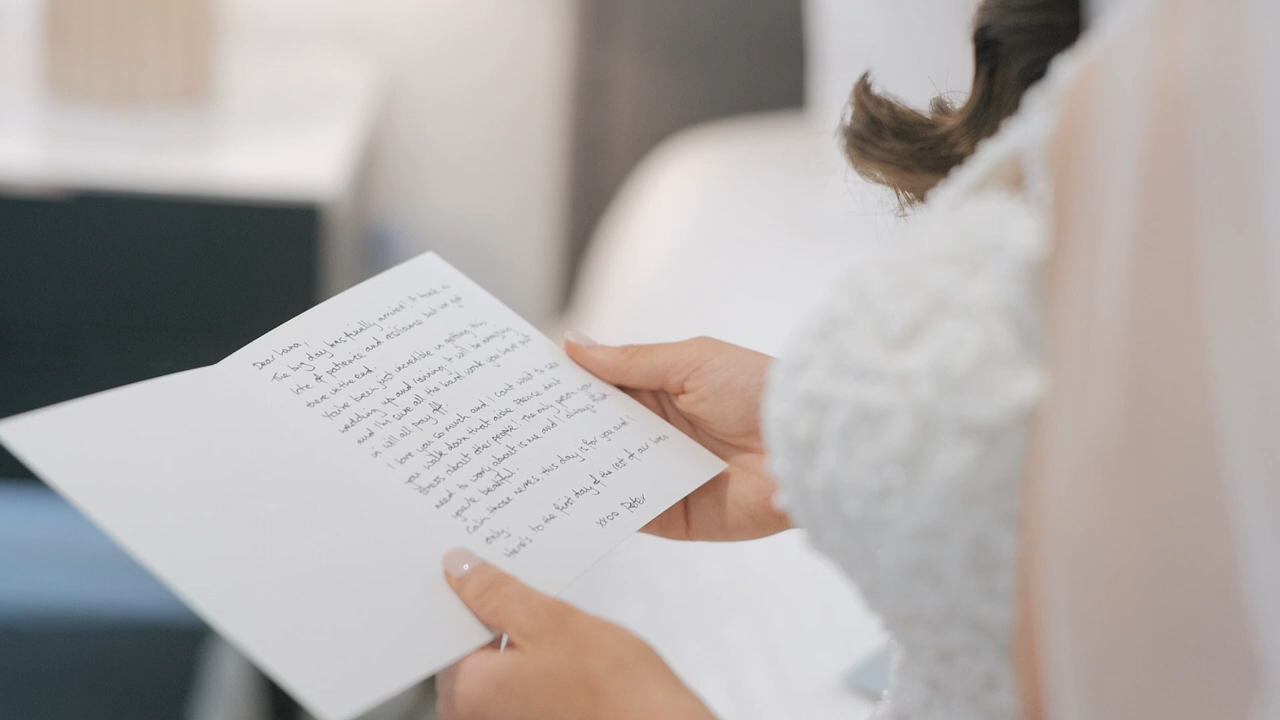 Dear Lana,
The big day has finally arrived! It took a
lot of patience and resilience but we got
there in the end.
You've been just incredible in getting this
wedding up and running, it will be amazing
and I'm sure all the hard work you have put
in will all pay off.
I love you so much and I can't wait to see
you walk down that aisle. Please don't
stress about other people! The only person you
need to worry about is me and I always think
you're beautiful.
Calm those nerves, this day is for you and I
only.
Here's to the first day of the rest of our lives.
xxoo Peter